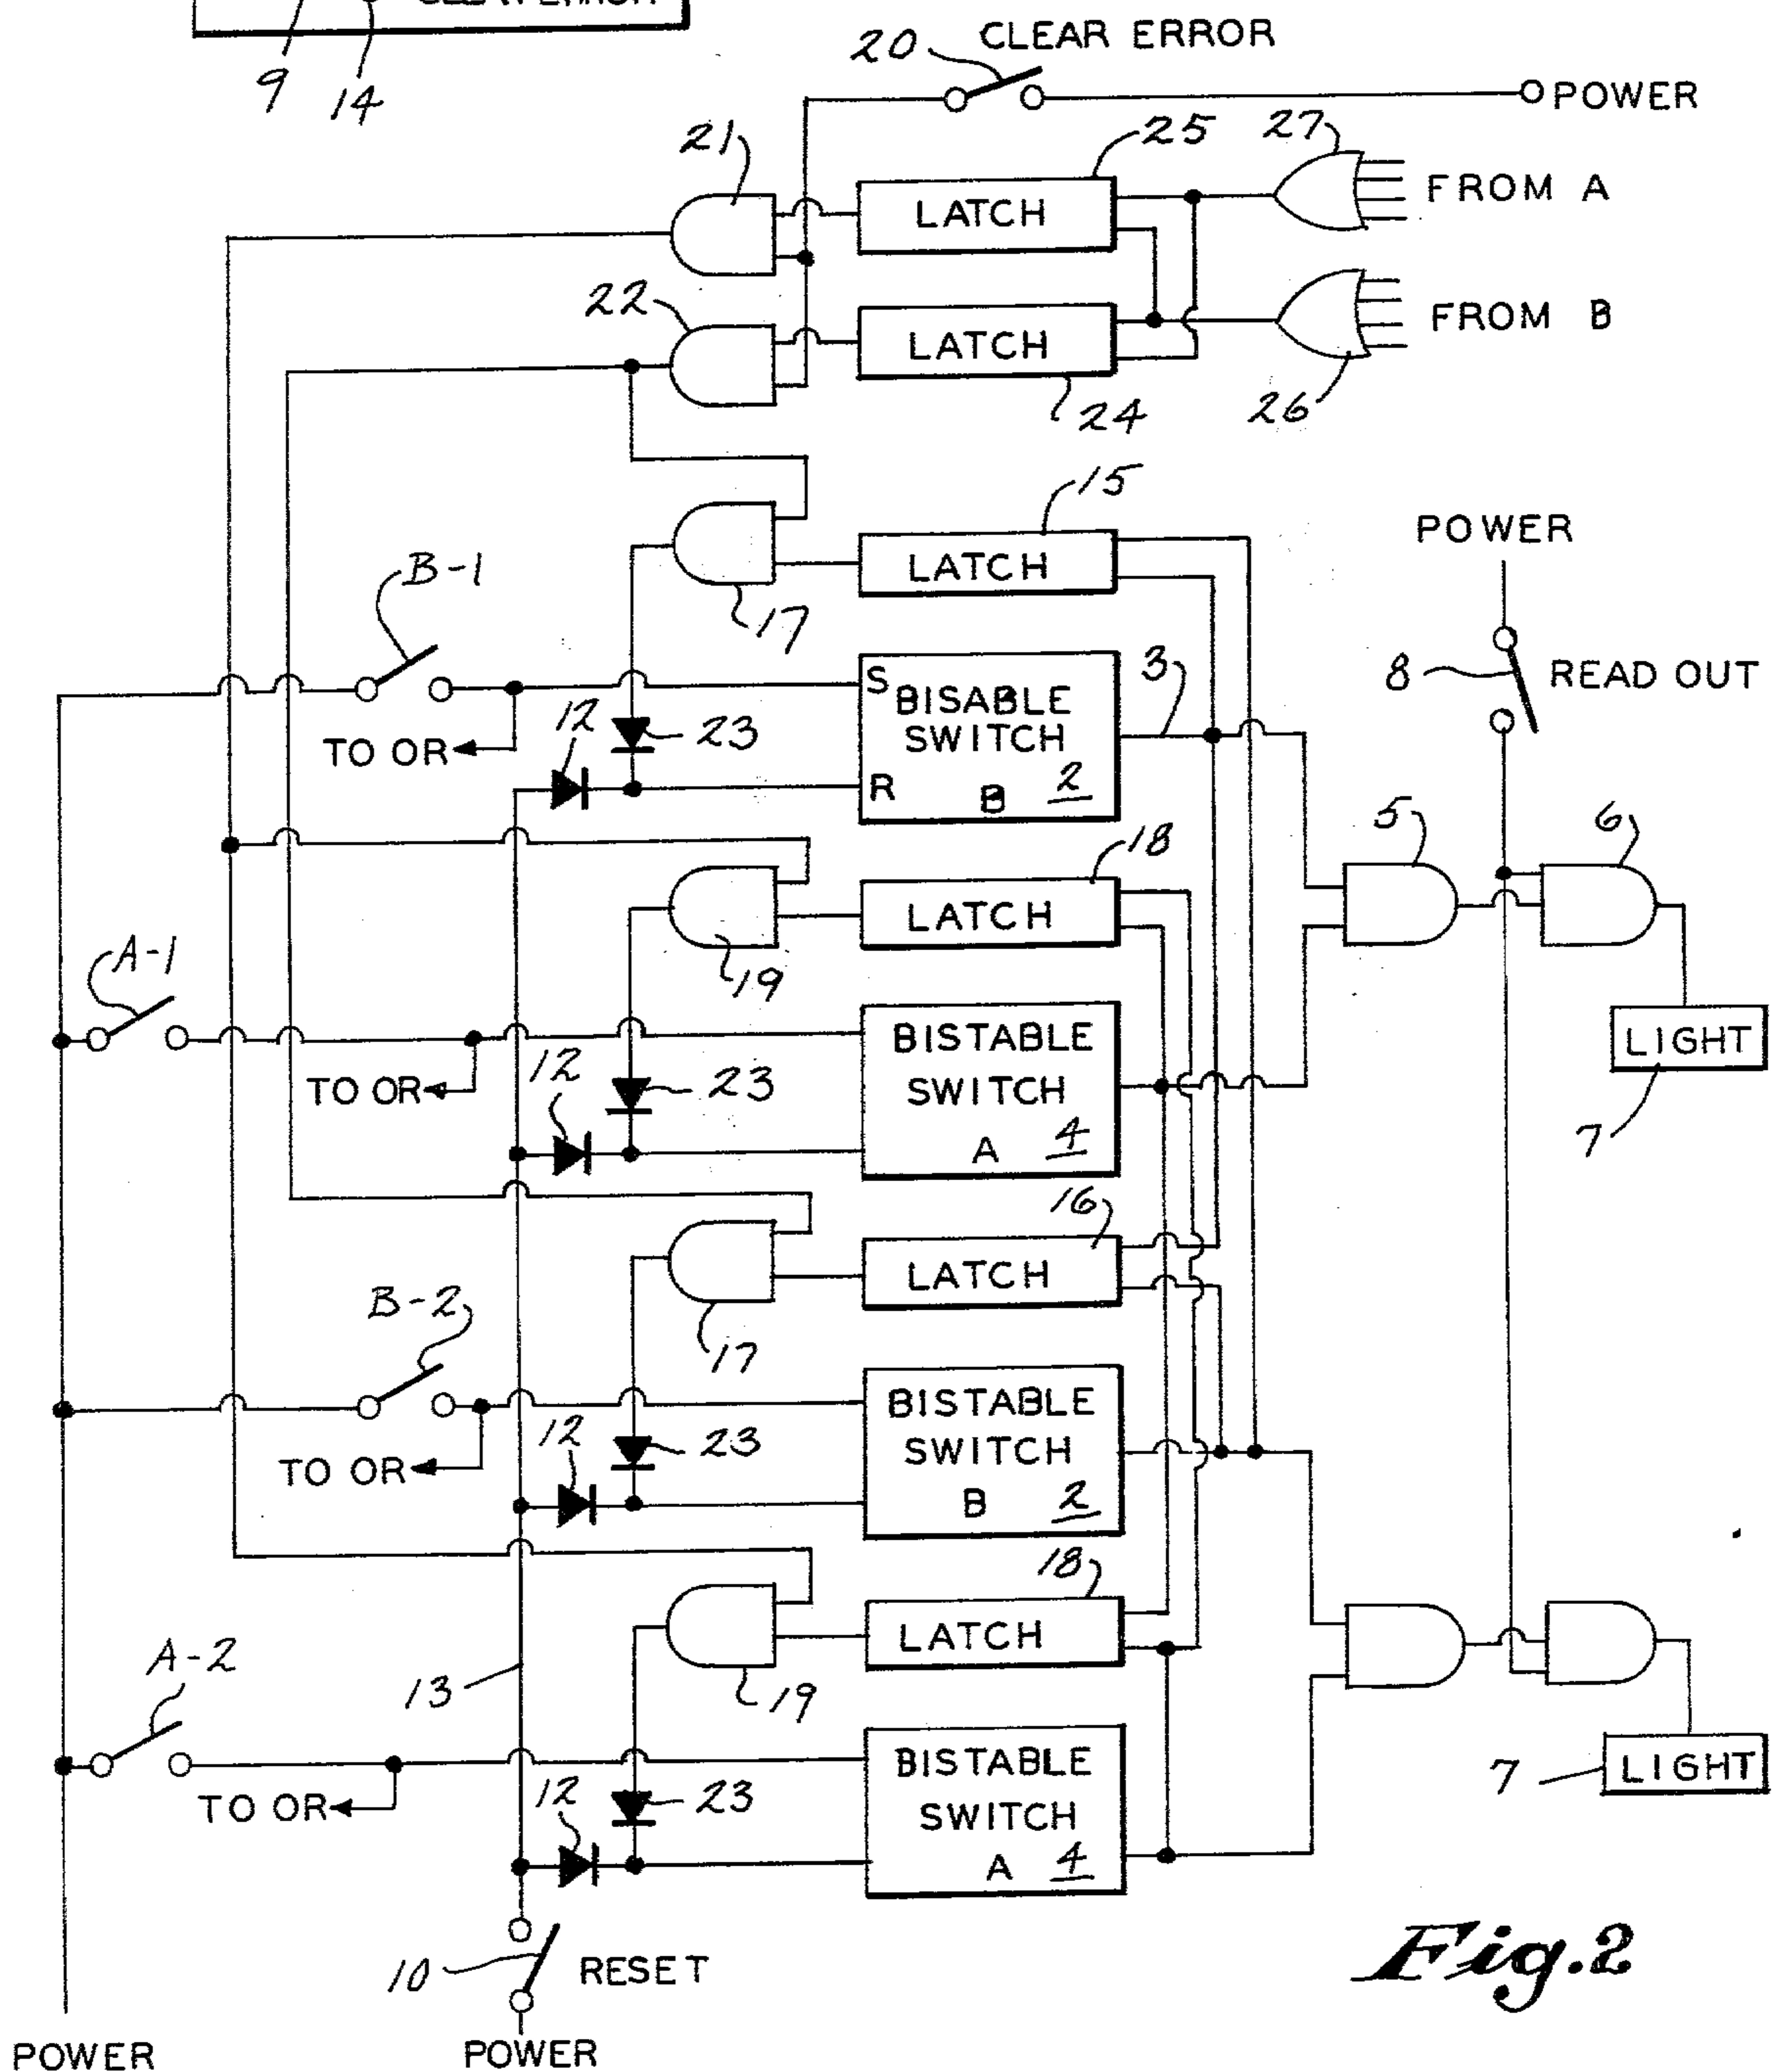 9 14
20 CLEAR ERROR
POWER
21 25 27
LATCH FROM A
22
LATCH FROM B
24 26
15
POWER
B-1 LATCH
17
3 8 READ OUT
S BISABLE
12 23 SWITCH
TO OR
R B 2
5 6
18
LATCH
A-1
19
BISTABLE LIGHT
12 23 SWITCH
TO OR
7
A 4
16
LATCH
B-2
17
BISTABLE
12 23 SWITCH
TO OR
B 2
18
LATCH
A-2
13 19
BISTABLE
7 LIGHT
12 23 SWITCH
TO OR
A 4
10 RESET
Fig.2
POWER POWER